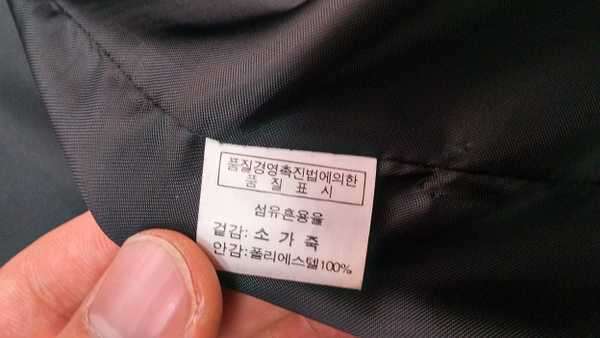 품질경영촉진법에의한
품 질 표 시
섬유혼용율
겉감: 소 가 죽
안감:폴리에스텔100%